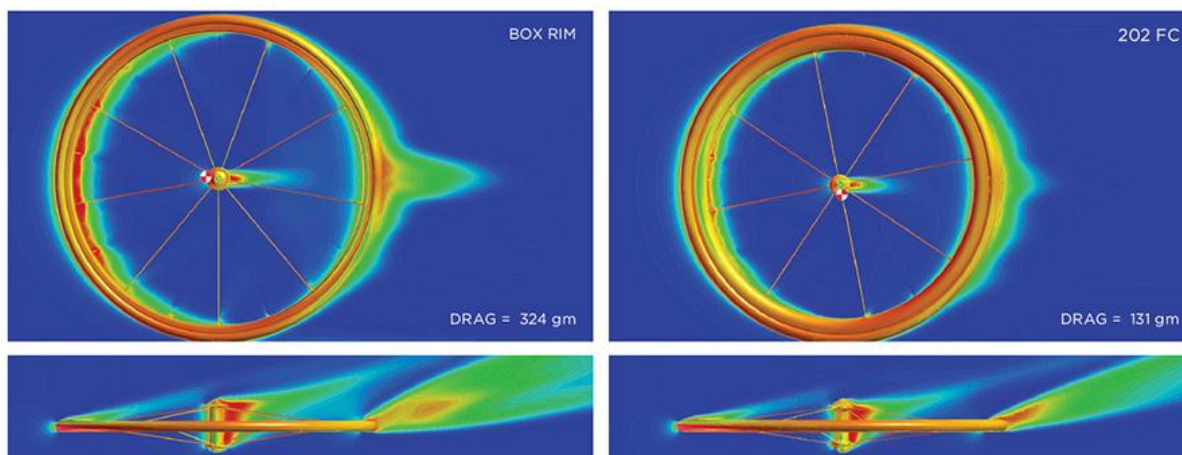 BOX RIM
DRAG = 324 gm
202 FC
DRAG = 131 gm